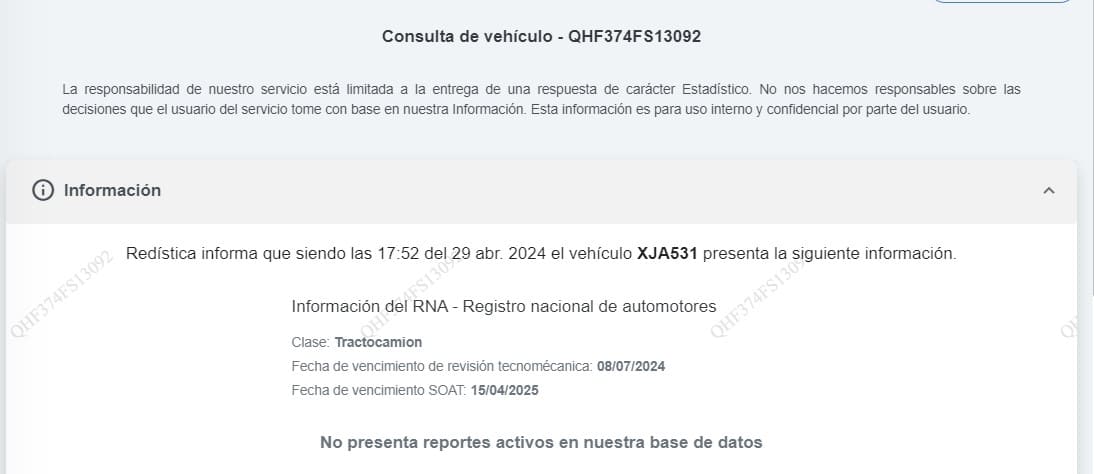 Consulta de vehículo - QHF374FS13092
La responsabilidad de nuestro servicio está limitada a la entrega de una respuesta de carácter Estadístico. No nos hacemos responsables sobre las
decisiones que el usuario del servicio tome con base en nuestra Información. Esta información es para uso interno y confidencial por parte del usuario.
Información
Redística informa que siendo las 17:52 del 29 abr. 2024 el vehículo XJA531 presenta la siguiente información.
QHF374FS13092
QHF374FS13092
QHF374FS13092
Información del RNA - Registro nacional de automotores
Clase: Tractocamion
Fecha de vencimiento de revisión tecnomécanica: 08/07/2024
Fecha de vencimiento SOAT: 15/04/2025
No presenta reportes activos en nuestra base de datos